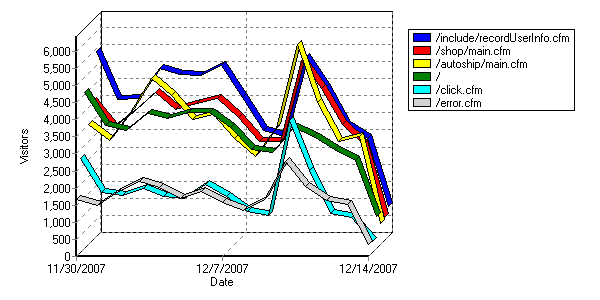 6,000
5,500
5,000
4,500
4,000
3,500
3,000
2,500
2,000
1,500
1,000
500
0
Visitors
11/30/2007
12/7/2007
12/14/2007
Date
/include/recordUserInfo.cfm
/shop/main.cfm
/autoship/main.cfm
/
/click.cfm
/error.cfm